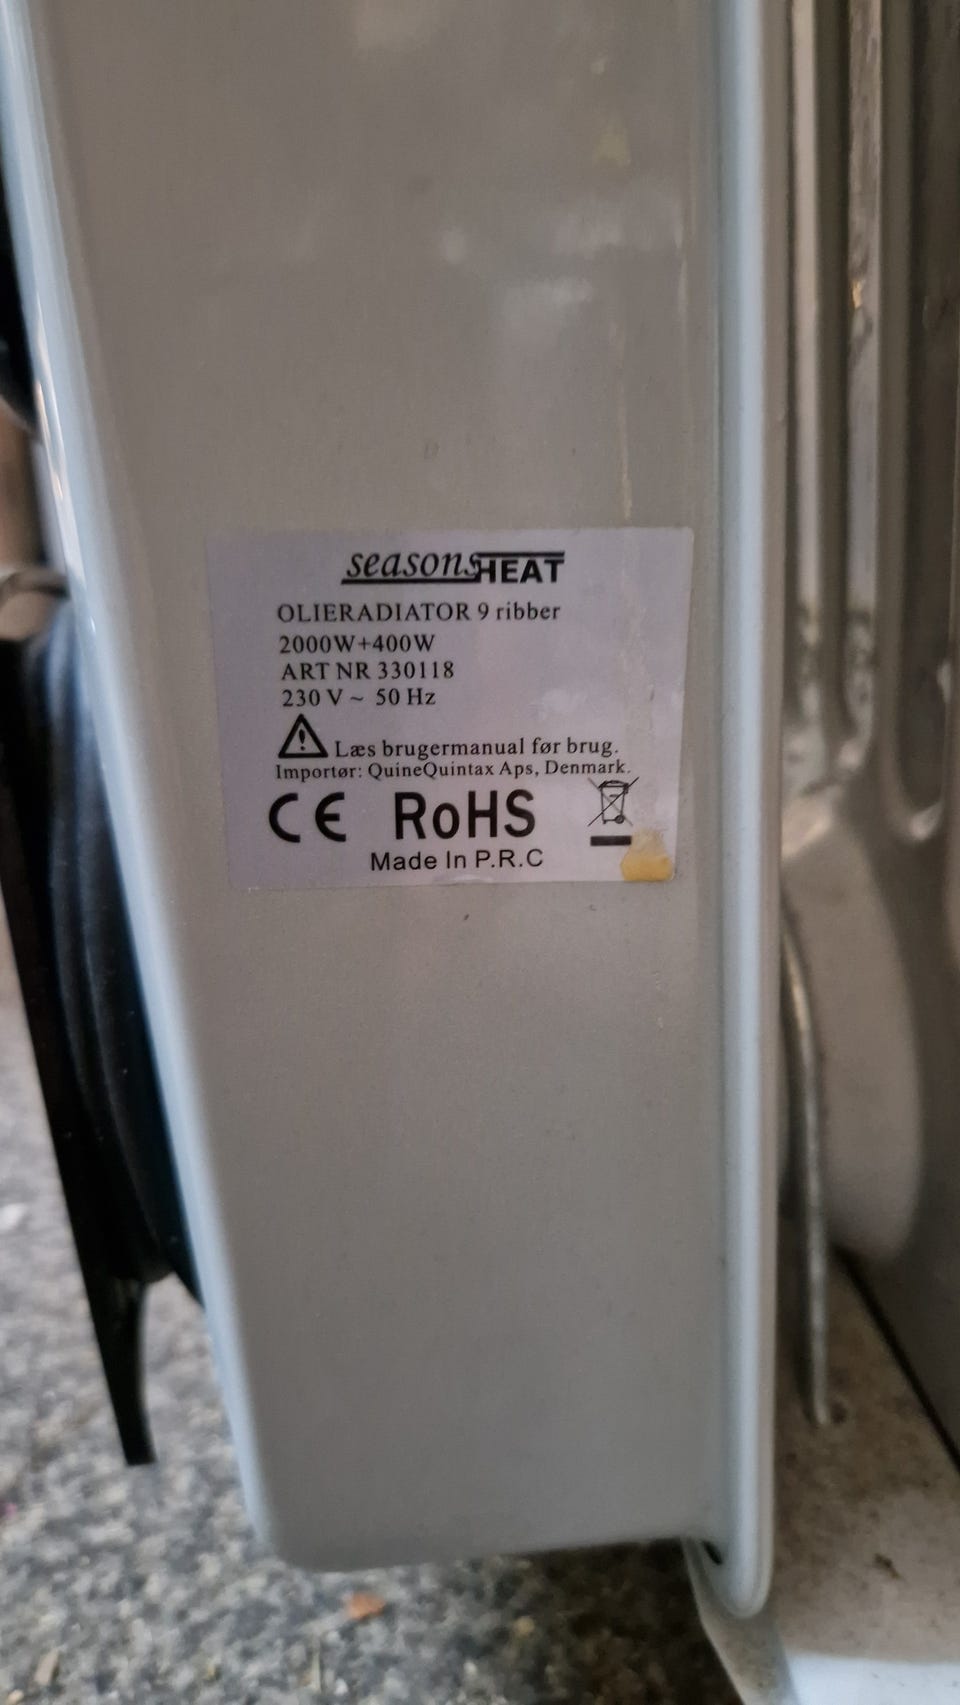 seasonsHEAT
OLIERADIATOR 9 ribber
2000W+400W
ART NR 330118
230 V ~ 50 Hz
Læs brugermanual før brug.
Importør: QuineQuintax Aps, Denmark.
CE RoHS
Made In P.R.C